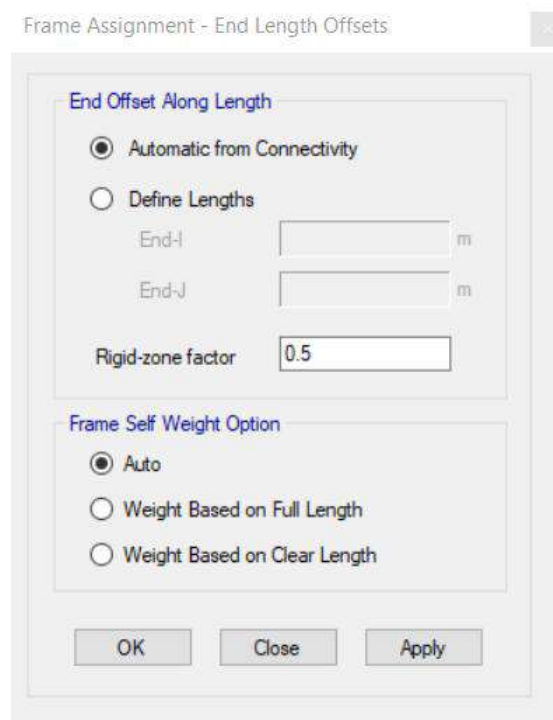 Frame Assignment - End Length Offsets
End Offset Along Length
Automatic from Connectivity
Define Lengths
End-I m
End-J m
Rigid-zone factor 0.5
Frame Self Weight Option
Auto
Weight Based on Full Length
Weight Based on Clear Length
OK Close Apply